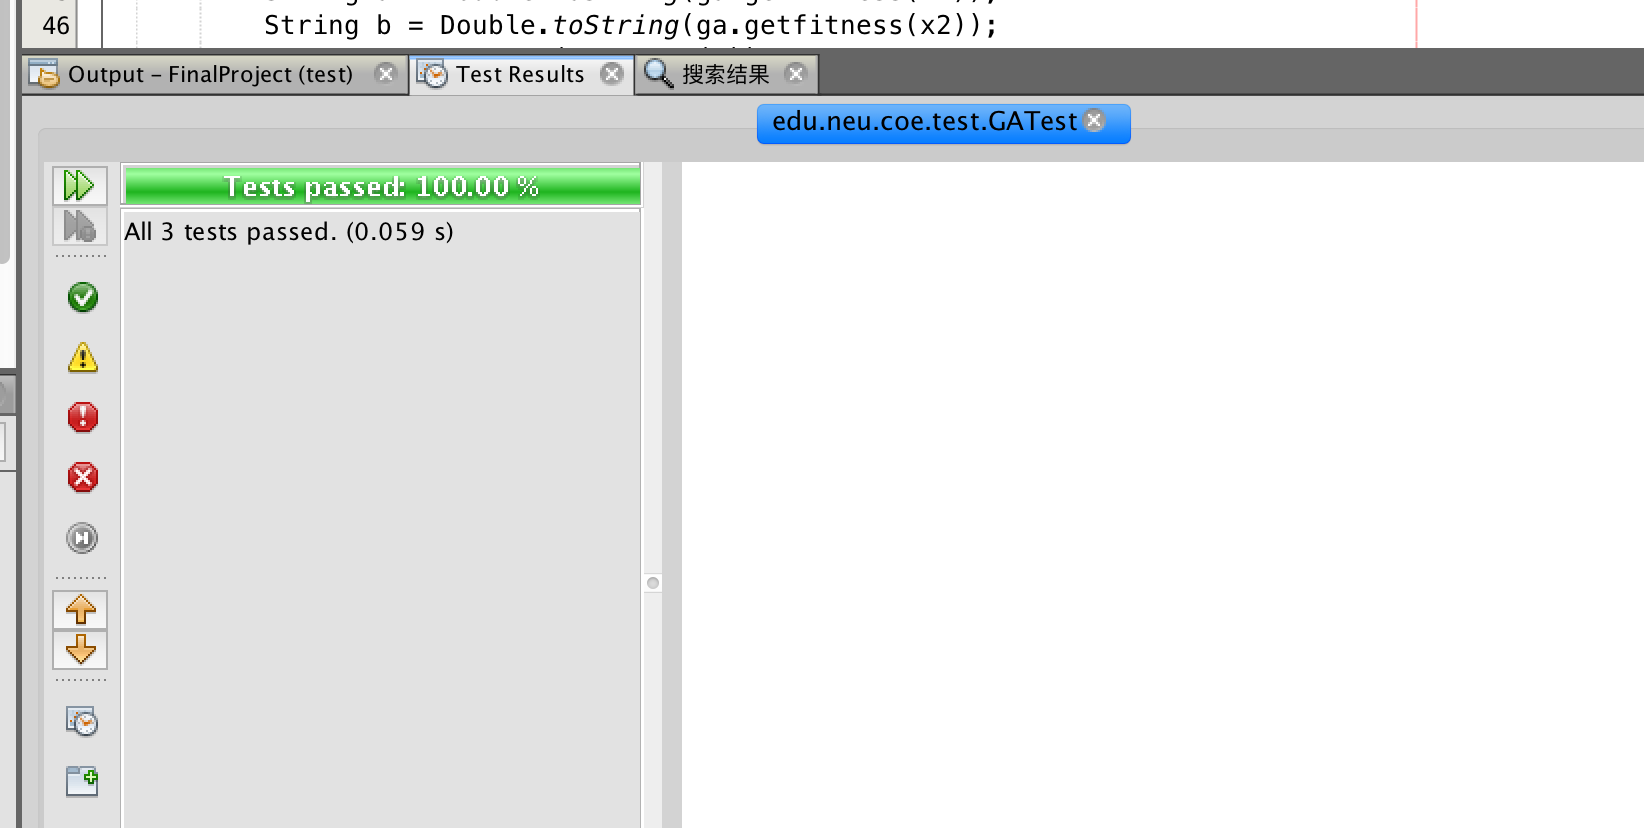 46 String b = Double.toString(ga.getfitness(x2));
Output – FinalProject (test) Test Results 搜索结果
edu.neu.coe.test.GATest
Tests passed: 100.00 %
All 3 tests passed. (0.059 s)